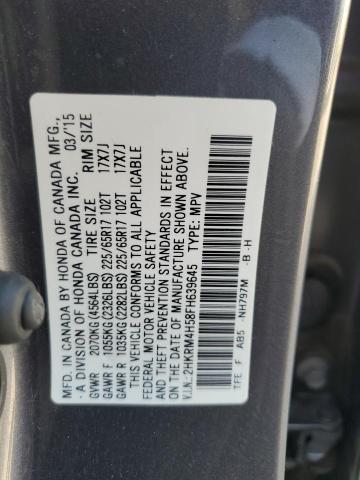 MFD. IN CANADA BY HONDA OF CANADA MFG.,
A DIVISION OF HONDA CANADA INC. 03/'15
GVWR 2070KG (4564LBS) TIRE SIZE RIM SIZE
GAWR F 1055KG (2326LBS) 225/65R17 102T 17X7J
GAWR R 1035KG (2282LBS) 225/65R17 102T 17X7J
THIS VEHICLE CONFORMS TO ALL APPLICABLE
FEDERAL MOTOR VEHICLE SAFETY
AND THEFT PREVENTION STANDARDS IN EFFECT
ON THE DATE OF MANUFACTURE SHOWN ABOVE.
V.I.N.:2HKRM4H58FH639645 TYPE: MPV
TFE F AB5 NH797M -B -H